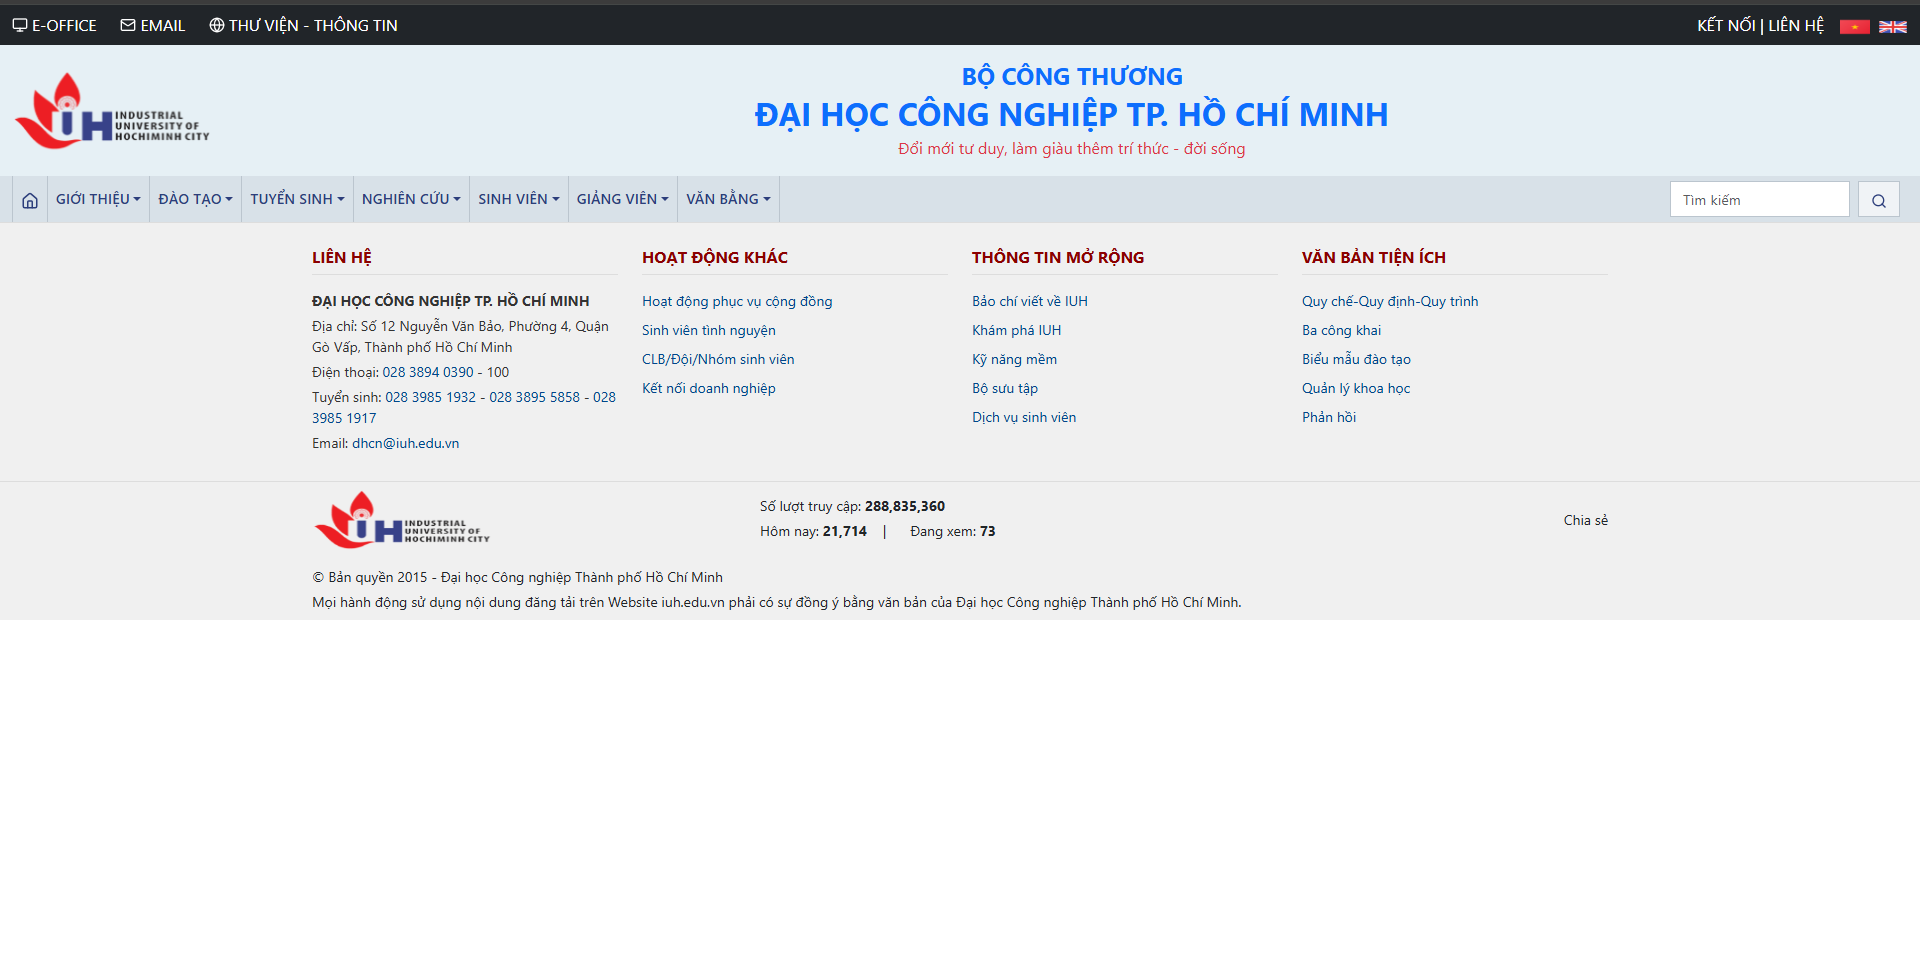 E-OFFICE EMAIL THƯ VIỆN - THÔNG TIN KẾT NỐI | LIÊN HỆ
INDUSTRIAL
UNIVERSITY OF
HOCHIMINH CITY
BỘ CÔNG THƯƠNG
ĐẠI HỌC CÔNG NGHIỆP TP. HỒ CHÍ MINH
Đổi mới tư duy, làm giàu thêm tri thức - đời sống
GIỚI THIỆU ĐÀO TẠO TUYỂN SINH NGHIÊN CỨU SINH VIÊN GIẢNG VIÊN VĂN BẰNG Tìm kiếm
LIÊN HỆ
ĐẠI HỌC CÔNG NGHIỆP TP. HỒ CHÍ MINH
Địa chỉ: Số 12 Nguyễn Văn Bảo, Phường 4, Quận
Gò Vấp, Thành phố Hồ Chí Minh
Điện thoại: 028 3894 0390 - 100
Tuyển sinh: 028 3985 1932 - 028 3895 5858 - 028
3985 1917
Email: dhcn@iuh.edu.vn
HOẠT ĐỘNG KHÁC
Hoạt động phục vụ cộng đồng
Sinh viên tình nguyện
CLB/Đội/Nhóm sinh viên
Kết nối doanh nghiệp
THÔNG TIN MỞ RỘNG
Báo chí viết về IUH
Khám phá IUH
Kỹ năng mềm
Bộ sưu tập
Dịch vụ sinh viên
VĂN BẢN TIỆN ÍCH
Quy chế-Quy định-Quy trình
Ba công khai
Biểu mẫu đào tạo
Quản lý khoa học
Phản hồi
INDUSTRIAL
UNIVERSITY OF
HOCHIMINH CITY
Số lượt truy cập: 288,835,360
Hôm nay: 21,714 | Đang xem: 73
Chia sẻ
© Bản quyền 2015 - Đại học Công nghiệp Thành phố Hồ Chí Minh
Mọi hành động sử dụng nội dung đăng tải trên Website iuh.edu.vn phải có sự đồng ý bằng văn bản của Đại học Công nghiệp Thành phố Hồ Chí Minh.